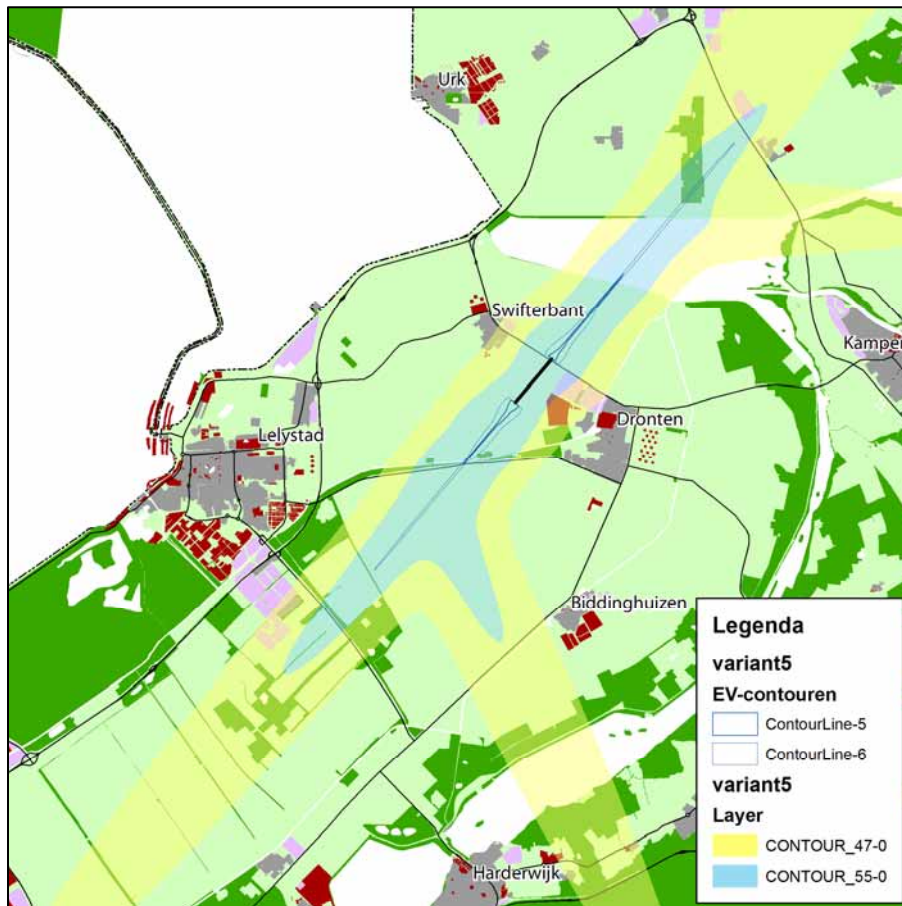 Urk
Swifterbant
Kampen
Lelystad
Dronten
Biddinghuizen
Harderwijk
Legenda
variant5
EV-contouren
ContourLine-5
ContourLine-6
variant5
Layer
CONTOUR_47-0
CONTOUR_55-0